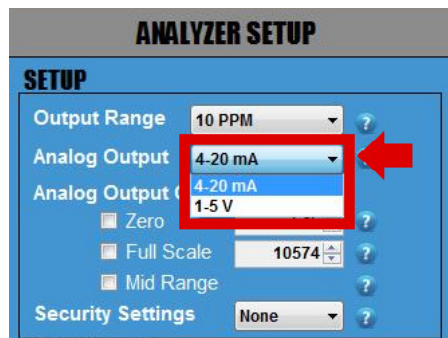 ANALYZER SETUP
SETUP
Output Range 10 PPM ?
Analog Output 4-20 mA
4-20 mA
1-5 V
Analog Output
Zero ?
Full Scale 10574 ?
Mid Range ?
Security Settings None ?